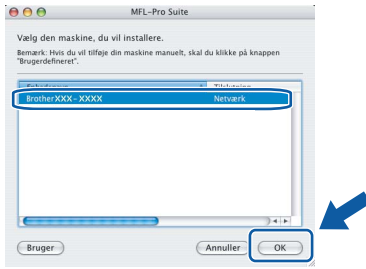 MFL-Pro Suite
Vælg den maskine, du vil installere.
Bemærk: Hvis du vil tilføje din maskine manuelt, skal du klikke på knappen
"Brugerdefineret".
BrotherXXX-XXXX Netværk
Bruger Annuller OK